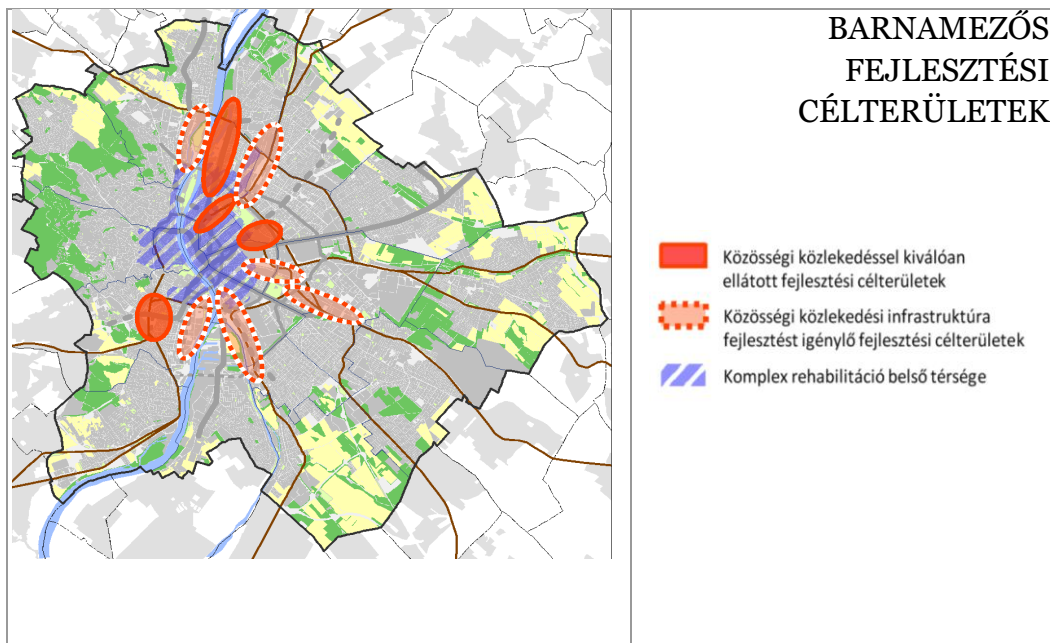 BARNAMEZŐS
FEJLESZTÉSI
CÉLTERÜLETEK
Közösségi közlekedéssel kiválóan
ellátott fejlesztési célterületek
Közösségi közlekedési infrastruktúra
fejlesztést igénylő fejlesztési célterületek
Komplex rehabilitáció belső térsége